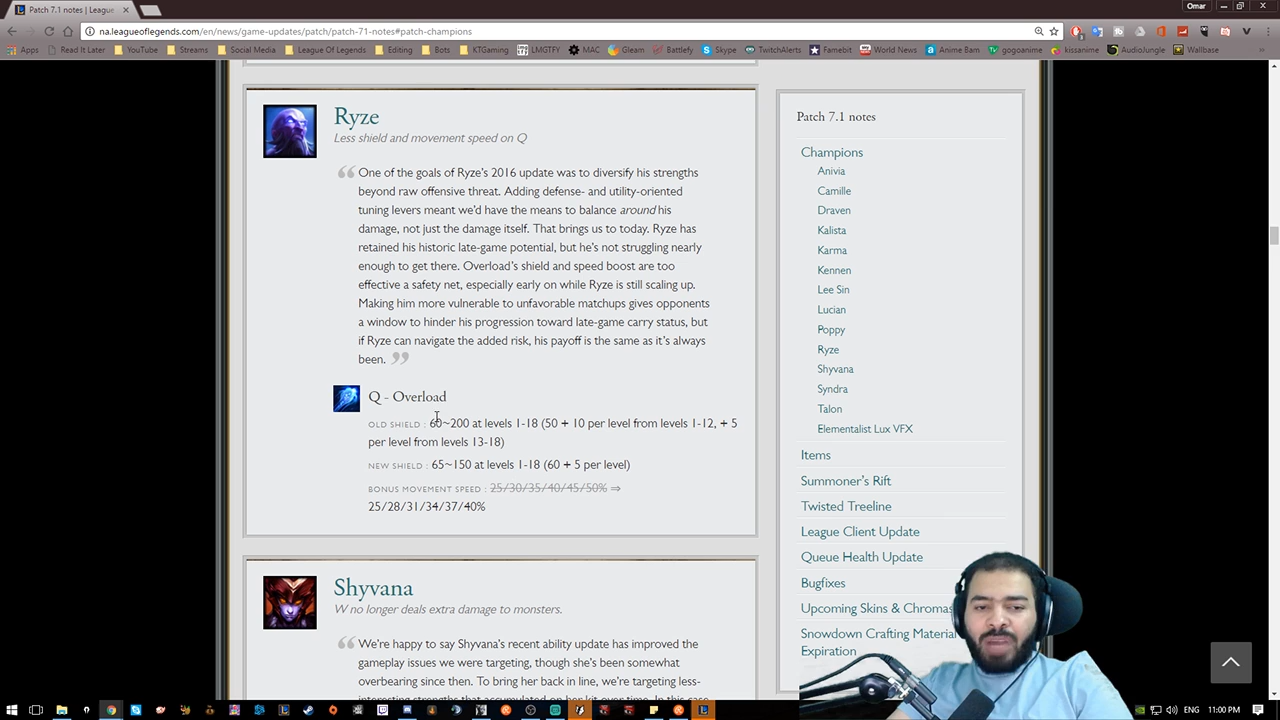 Patch 7.1 notes | League
Omar
na.leagueoflegends.com/en/news/game-updates/patch/patch-71-notes#patch-champions
Apps Read It Later YouTube Streams Social Media League Of Legends Editing Bots KTGaming LMGTFY MAC Gleam Battlefy Skype TwitchAlerts Famebit World News Anime Bam gogoanime kissanime AudioJungle Wallbase
Ryze
Less shield and movement speed on Q
One of the goals of Ryze's 2016 update was to diversify his strengths
beyond raw offensive threat. Adding defense- and utility-oriented
tuning levers meant we'd have the means to balance around his
damage, not just the damage itself. That brings us to today. Ryze has
retained his historic late-game potential, but he's not struggling nearly
enough to get there. Overload's shield and speed boost are too
effective a safety net, especially early on while Ryze is still scaling up.
Making him more vulnerable to unfavorable matchups gives opponents
a window to hinder his progression toward late-game carry status, but
if Ryze can navigate the added risk, his payoff is the same as it's always
been.
Q - Overload
OLD SHIELD : 60~200 at levels 1-18 (50 + 10 per level from levels 1-12, + 5
per level from levels 13-18)
NEW SHIELD : 65~150 at levels 1-18 (60 + 5 per level)
BONUS MOVEMENT SPEED : 25/30/35/40/45/50% ⇒
25/28/31/34/37/40%
Shyvana
W no longer deals extra damage to monsters.
We're happy to say Shyvana's recent ability update has improved the
gameplay issues we were targeting, though she's been somewhat
overbearing since then. To bring her back in line, we're targeting less-
interesting strengths that accumulated on her kit over time. In this case
Patch 7.1 notes
Champions
Anivia
Camille
Draven
Kalista
Karma
Kennen
Lee Sin
Lucian
Poppy
Ryze
Shyvana
Syndra
Talon
Elementalist Lux VFX
Items
Summoner's Rift
Twisted Treeline
League Client Update
Queue Health Update
Bugfixes
Upcoming Skins & Chromas
Snowdown Crafting Material
Expiration
ENG 11:00 PM